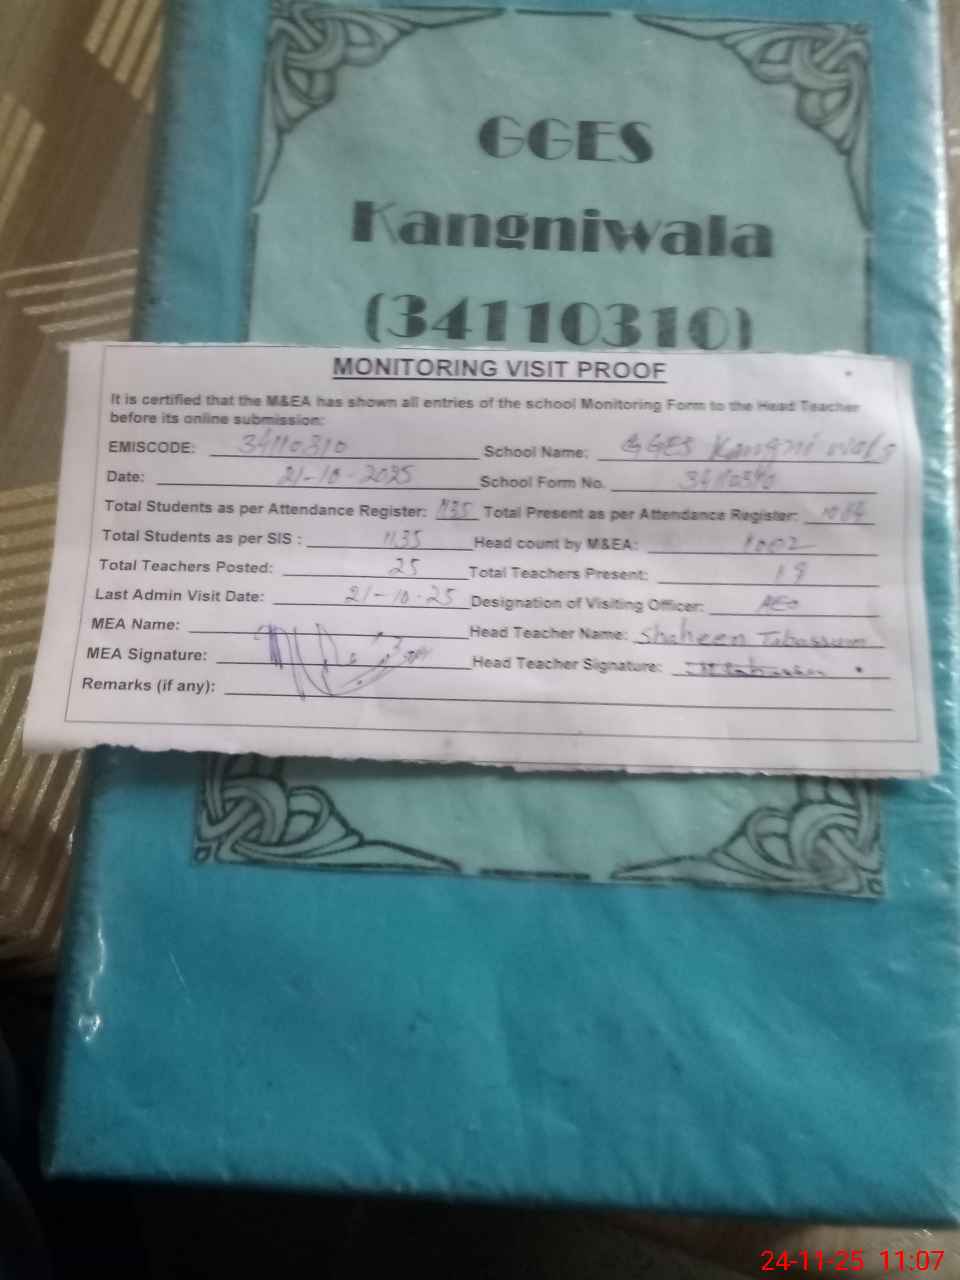 GGES
Kangniwala
(34110310)
MONITORING VISIT PROOF
It is certified that the M&EA has shown all entries of the school Monitoring Form to the Head Teacher
before its online submission:
EMISCODE: 34110310 School Name: GGES Kangni wala
Date: 21-10-2025 School Form No.
Total Students as per Attendance Register: 1135 Total Present as per Attendance Register:
Total Students as per SIS : 1135 Head count by M&EA: 1002
Total Teachers Posted: 25 Total Teachers Present: 19
Last Admin Visit Date: 21-10-25 Designation of Visiting Officer: AEO
MEA Name: Head Teacher Name: Shaheen Tabassum
MEA Signature: Head Teacher Signature:
Remarks (if any):
24-11-25 11:07